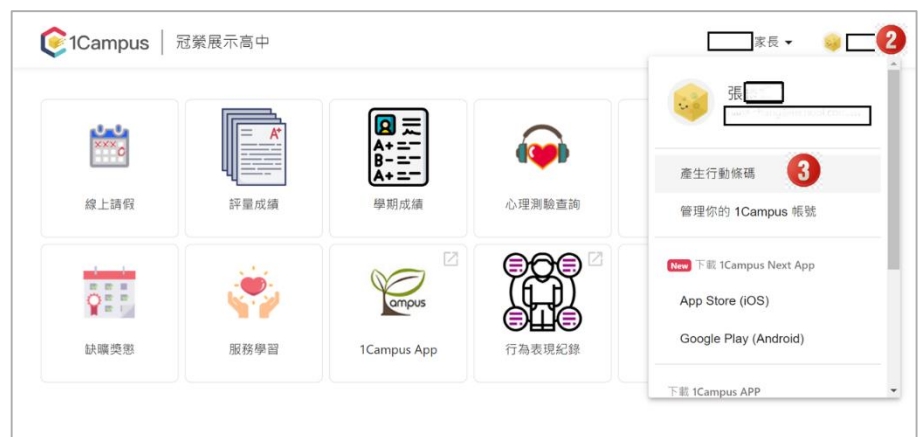 1Campus 冠縈展示高中
家長
2
張
產生行動條碼 3
管理你的 1Campus 帳號
New 下載 1Campus Next App
App Store (iOS)
Google Play (Android)
下載 1Campus APP
A+
A+
B-
A+
線上請假 評量成績 學期成績 心理測驗查詢
ampus
缺曠獎懲 服務學習 1Campus App 行為表現紀錄